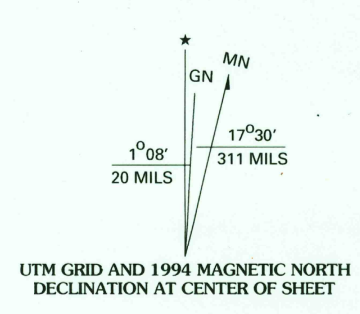 ★
GN
MN
1°08'
20 MILS
17°30'
311 MILS
UTM GRID AND 1994 MAGNETIC NORTH
DECLINATION AT CENTER OF SHEET